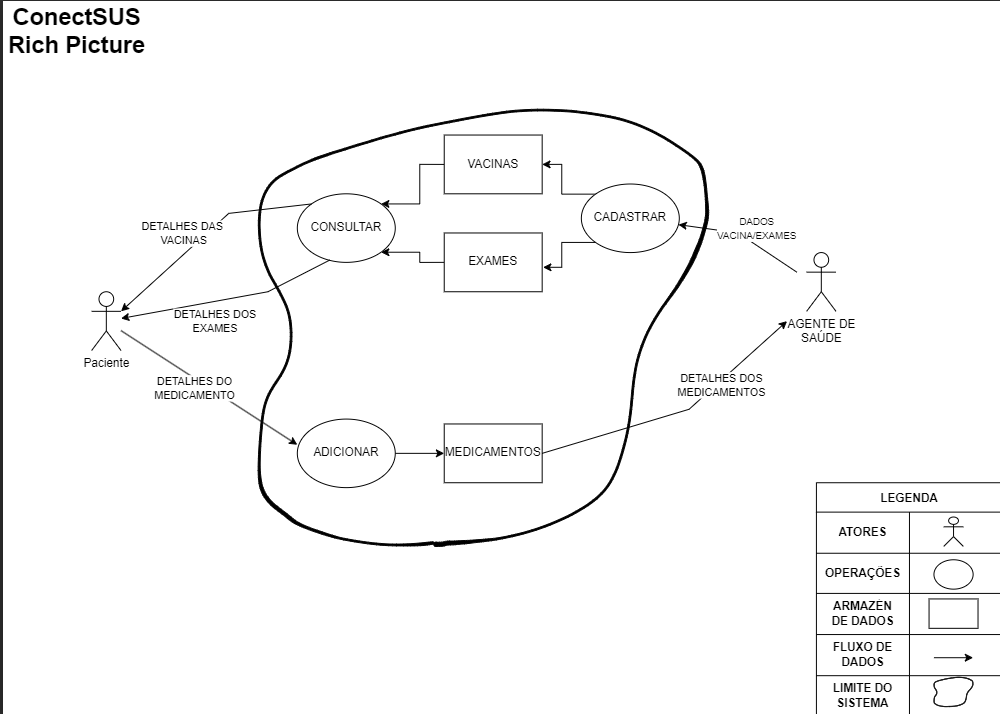 ConectSUS
Rich Picture
VACINAS
CONSULTAR
CADASTRAR
EXAMES
DETALHES DAS
VACINAS
DADOS
VACINA/EXAMES
DETALHES DOS
EXAMES
Paciente
AGENTE DE
SAÚDE
DETALHES DO
MEDICAMENTO
DETALHES DOS
MEDICAMENTOS
ADICIONAR
MEDICAMENTOS
LEGENDA
ATORES
OPERAÇÕES
ARMAZÉN
DE DADOS
FLUXO DE
DADOS
LIMITE DO
SISTEMA